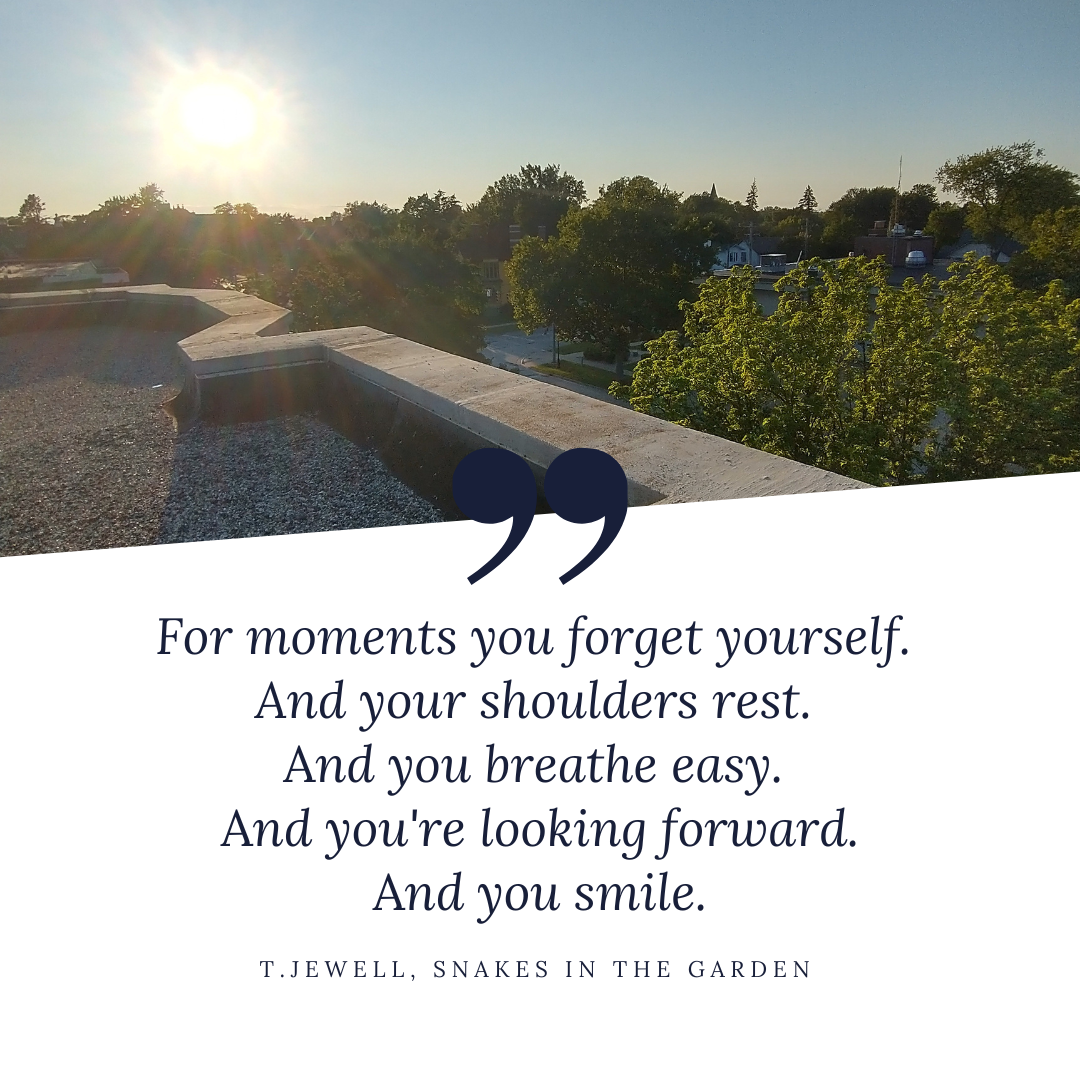 ”
For moments you forget yourself.
And your shoulders rest.
And you breathe easy.
And you're looking forward.
And you smile.
T.JEWELL, SNAKES IN THE GARDEN